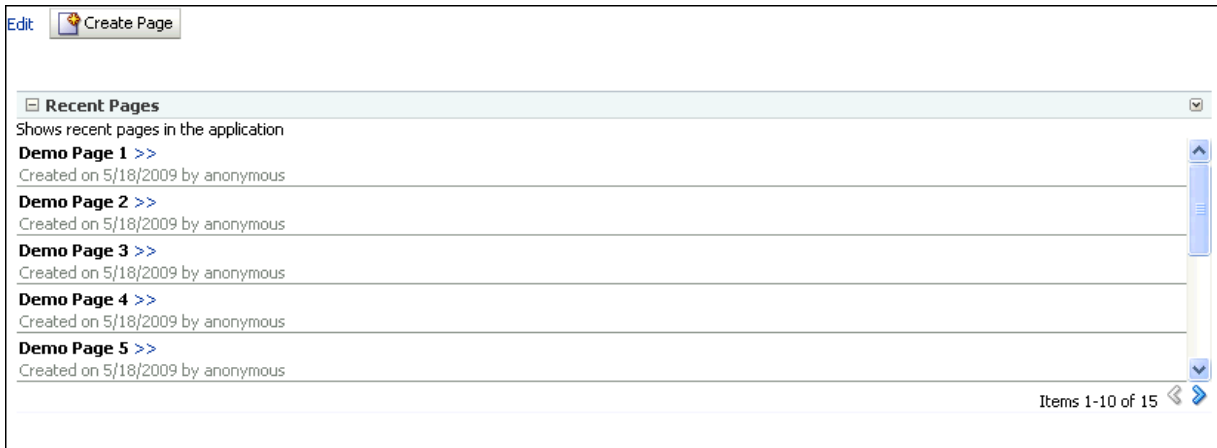 Edit Create Page
Recent Pages
Shows recent pages in the application
Demo Page 1 >>
Created on 5/18/2009 by anonymous
Demo Page 2 >>
Created on 5/18/2009 by anonymous
Demo Page 3 >>
Created on 5/18/2009 by anonymous
Demo Page 4 >>
Created on 5/18/2009 by anonymous
Demo Page 5 >>
Created on 5/18/2009 by anonymous
Items 1-10 of 15